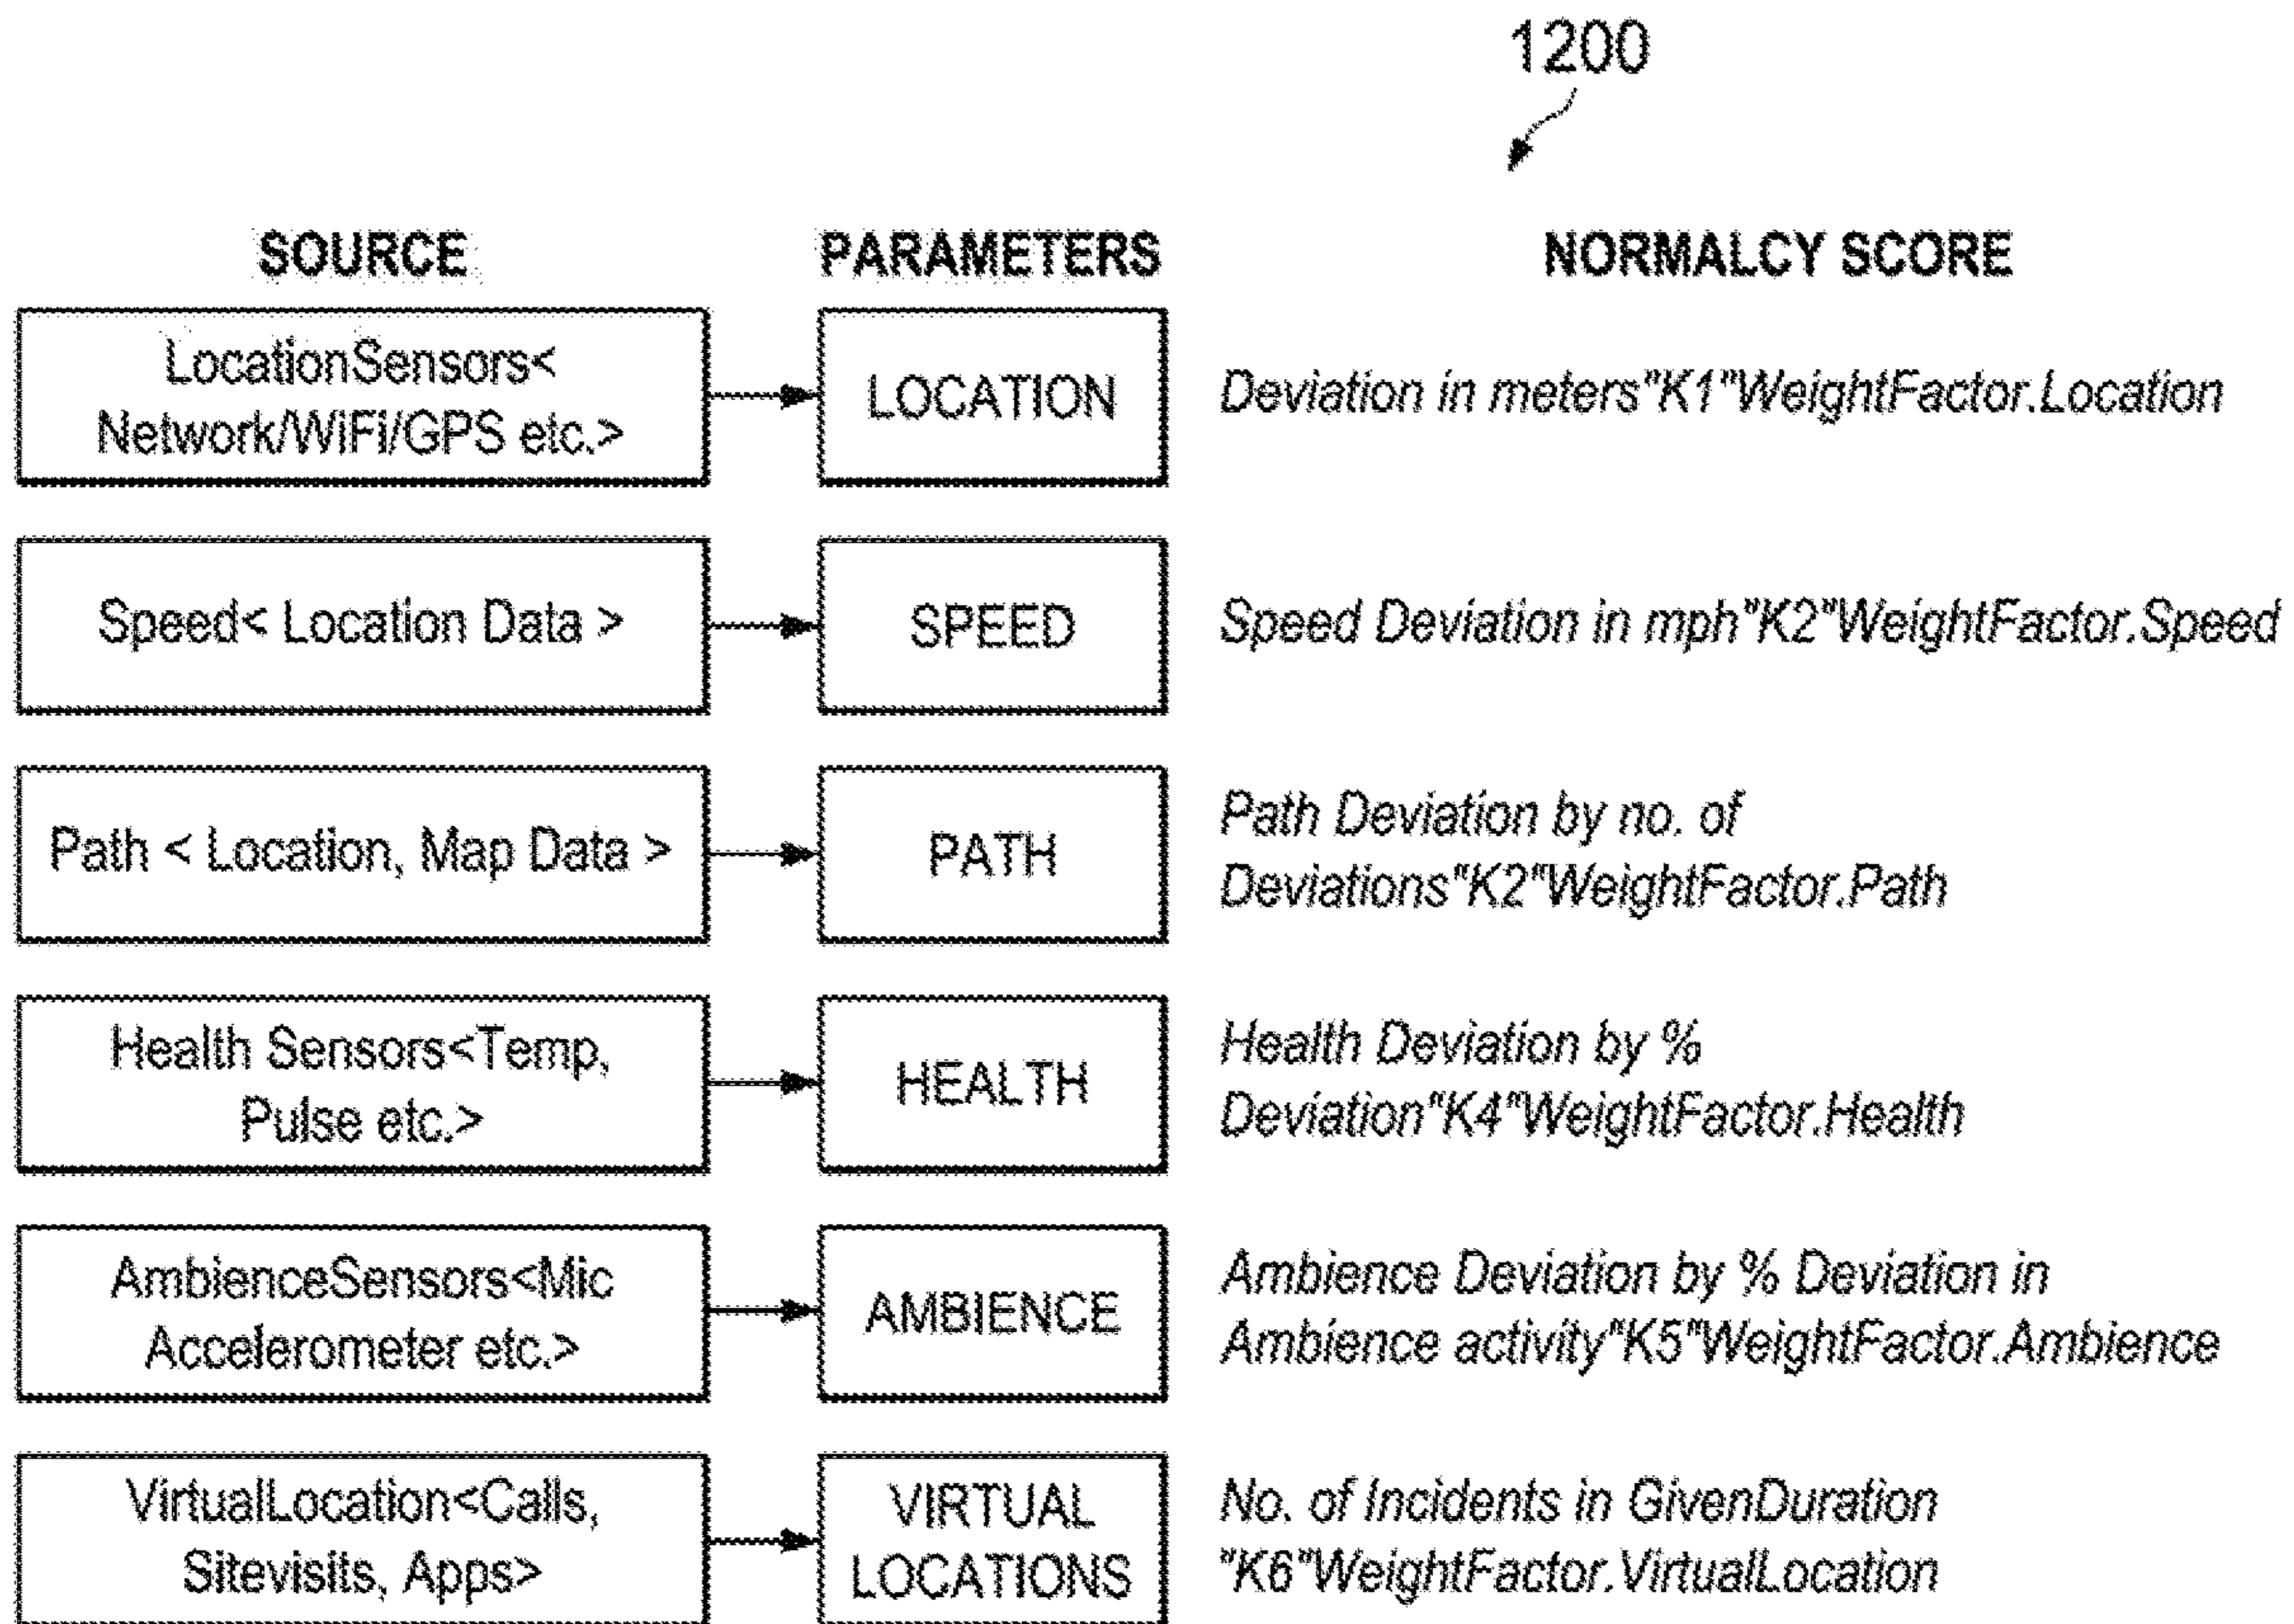 1200
SOURCE PARAMETERS NORMALCY SCORE
LocationSensors<
Network/WiFi/GPS etc.>
LOCATION
Deviation in meters"K1"WeightFactor.Location
Speed< Location Data >
SPEED
Speed Deviation in mph"K2"WeightFactor.Speed
Path < Location, Map Data >
PATH
Path Deviation by no. of
Deviations"K2"WeightFactor.Path
Health Sensors<Temp,
Pulse etc.>
HEALTH
Health Deviation by %
Deviation"K4"WeightFactor.Health
AmbienceSensors<Mic
Accelerometer etc.>
AMBIENCE
Ambience Deviation by % Deviation in
Ambience activity"K5"WeightFactor.Ambience
VirtualLocation<Calls,
Sitevisits, Apps>
VIRTUAL
LOCATIONS
No. of Incidents in GivenDuration
"K6"WeightFactor.VirtualLocation